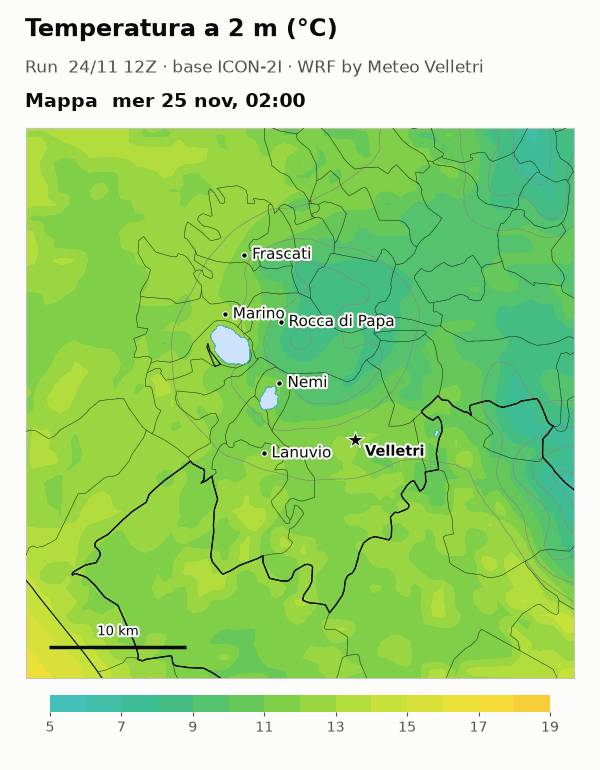 Temperatura a 2 m (°C)
Run  24/11 12Z · base ICON-2I · WRF by Meteo Velletri
Mappa  mer 25 nov, 02:00
Frascati
Marino
Rocca di Papa
Nemi
Velletri
Lanuvio
10 km
5 7 9 11 13 15 17 19